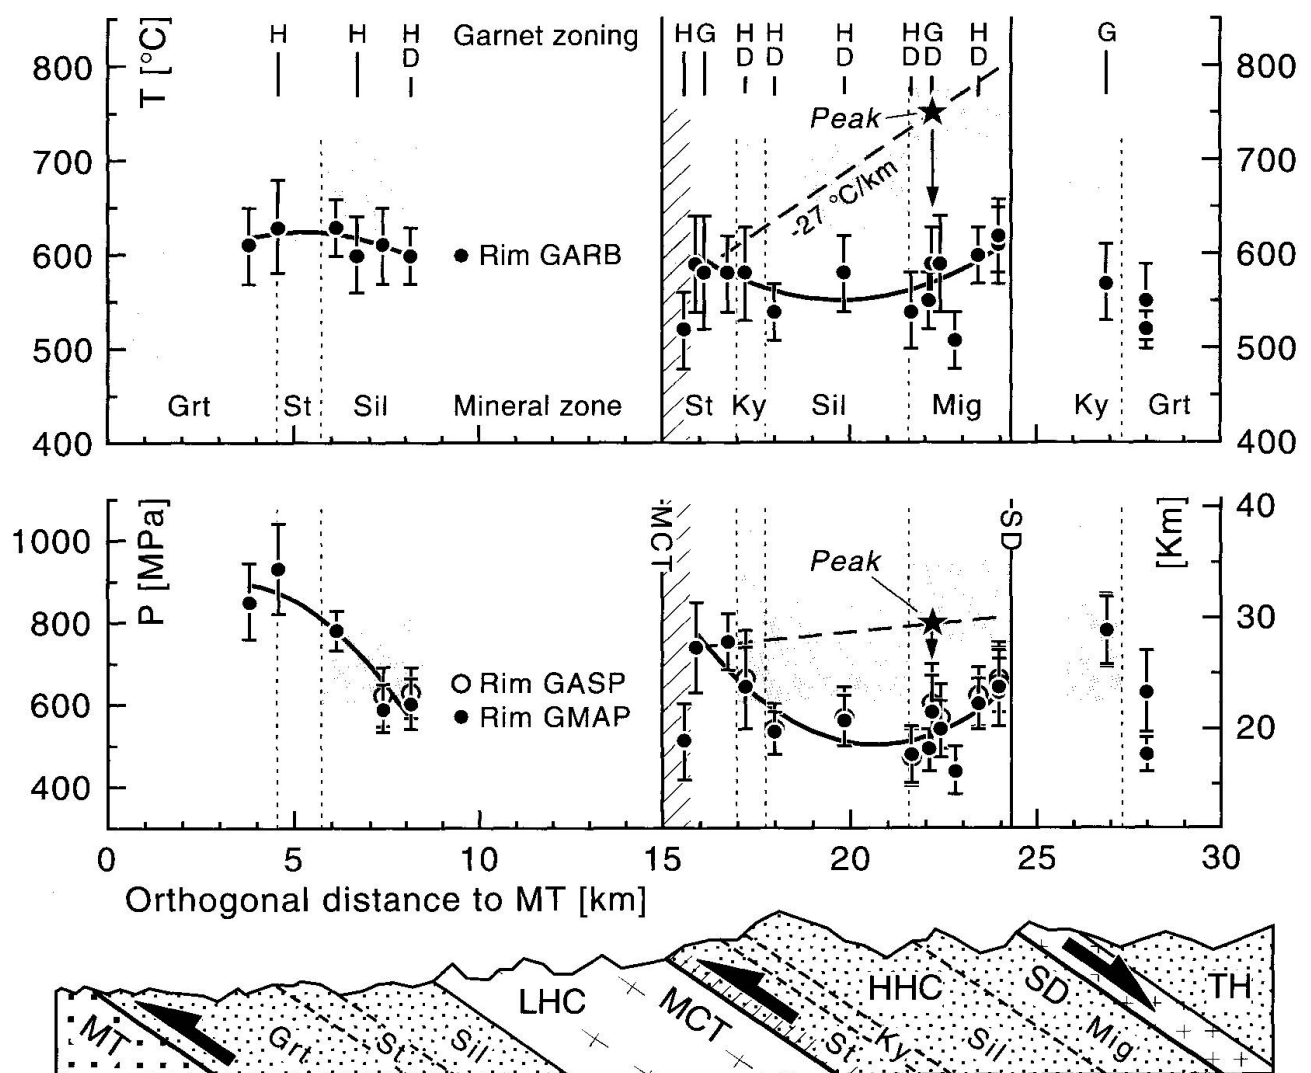 H H H Garnet zoning H G H H H H G H G
D D D D D D D
T [°C]
800 800
Peak
700 700
-27 °C/km
600 Rim GARB 600
500 500
Grt St Sil Mineral zone St Ky Sil Mig Ky Grt
400 400
P [MPa] MCT SD [Km] 40
1000
Peak
800 30
Rim GASP
600 Rim GMAP 20
400
0 5 10 15 20 25 30
Orthogonal distance to MT [km]
MT Grt St Sil LHC MCT St Ky HHC Sil SD Mig TH